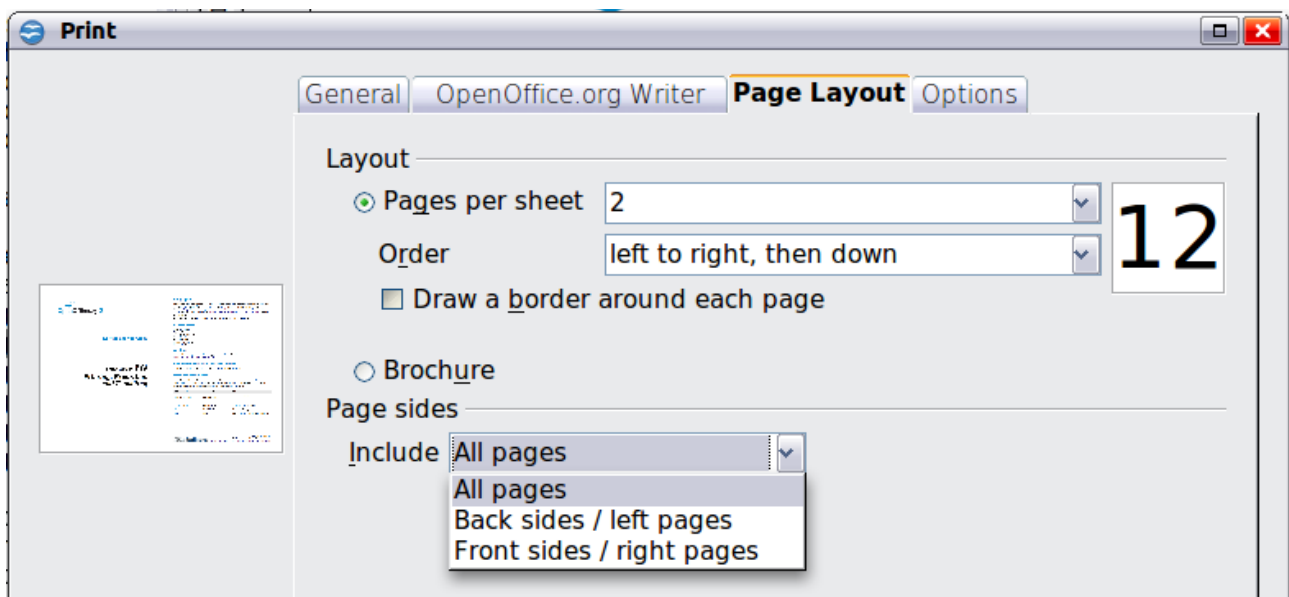 Print
General OpenOffice.org Writer Page Layout Options
Layout
Pages per sheet 2
12
Order left to right, then down
Draw a border around each page
Brochure
Page sides
Include All pages
All pages
Back sides / left pages
Front sides / right pages